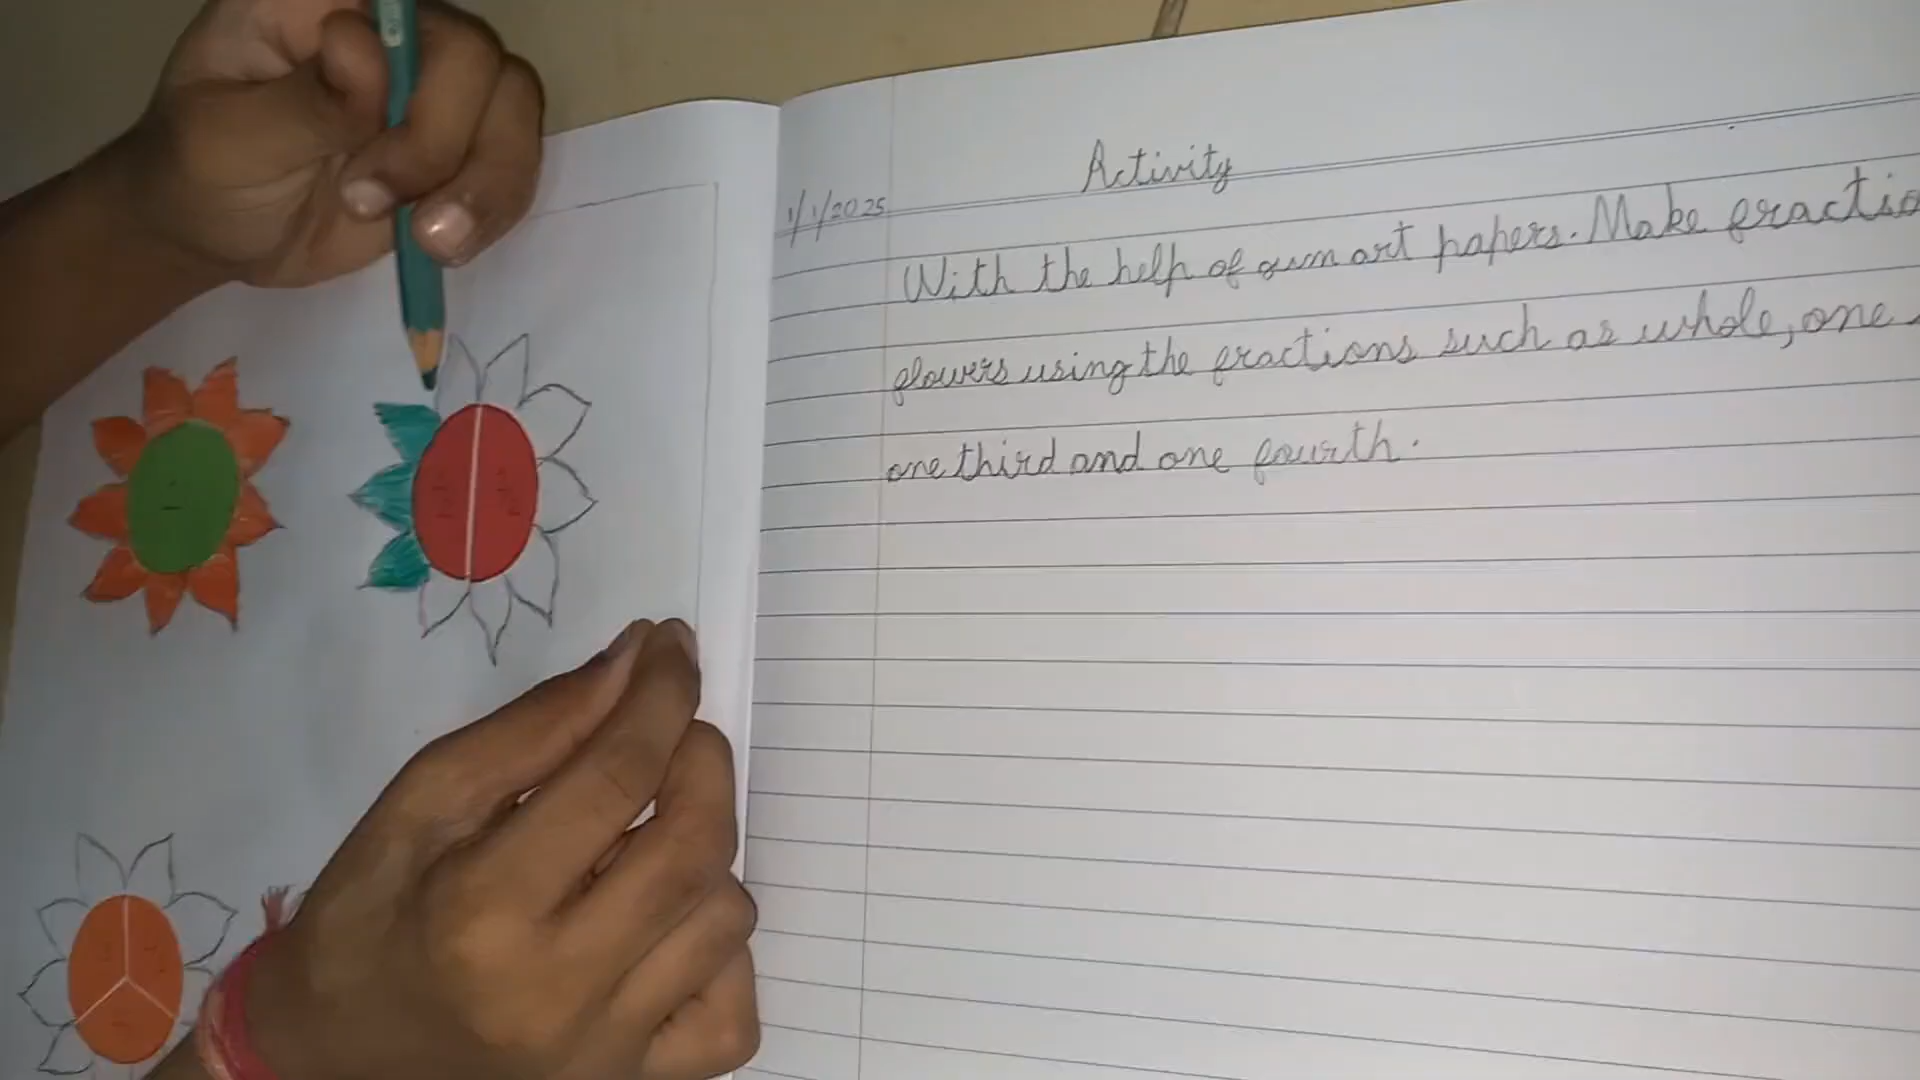 Activity
1/1/2025
With the help of gum art papers. Make fractio
flowers using the fractions such as whole, one
one third and one fourth.